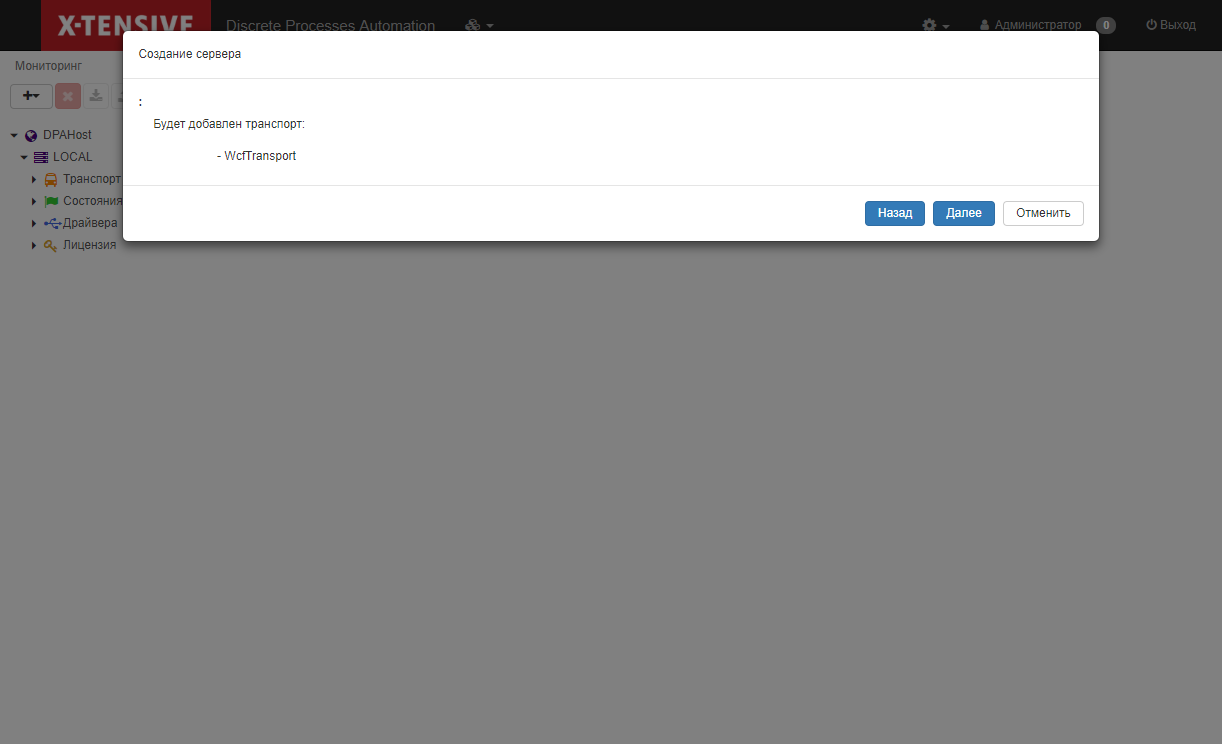 X-TENSIVE
Discrete Processes Automation
Администратор
0
Выход
Мониторинг
Создание сервера
:
Будет добавлен транспорт:
- WcfTransport
Назад
Далее
Отменить
DPAHost
LOCAL
Транспорт
Состояния
Драйвера
Лицензия